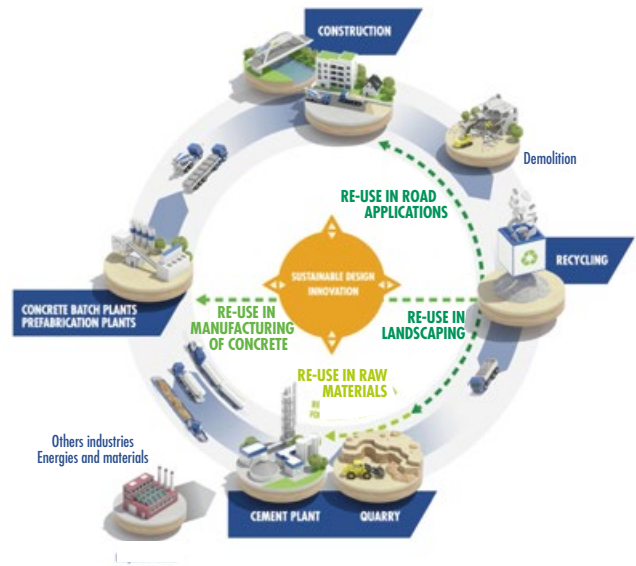 CONSTRUCTION
Demolition
RE-USE IN ROAD
APPLICATIONS
RECYCLING
SUSTAINABLE DESIGN
INNOVATION
CONCRETE BATCH PLANTS
PREFABRICATION PLANTS
RE-USE IN
MANUFACTURING
OF CONCRETE
RE-USE IN
LANDSCAPING
RE-USE IN RAW
MATERIALS
Others industries
Energies and materials
CEMENT PLANT
QUARRY